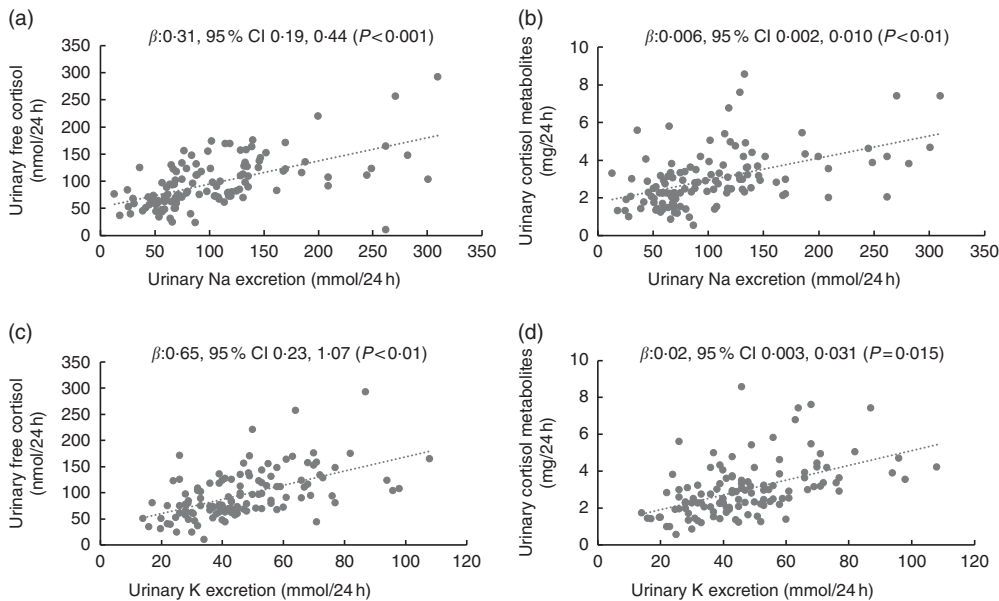 (a)
β:0·31, 95 % CI 0·19, 0·44 (P<0·001)
Urinary free cortisol
(nmol/24 h)
350
300
250
200
150
100
50
0
0 50 100 150 200 250 300 350
Urinary Na excretion (mmol/24 h)
(b)
β:0·006, 95 % CI 0·002, 0·010 (P<0·01)
Urinary cortisol metabolites
(mg/24 h)
10
8
6
4
2
0
0 50 100 150 200 250 300 350
Urinary Na excretion (mmol/24 h)
(c)
β:0·65, 95 % CI 0·23, 1·07 (P<0·01)
Urinary free cortisol
(nmol/24 h)
350
300
250
200
150
100
50
0
0 20 40 60 80 100 120
Urinary K excretion (mmol/24 h)
(d)
β:0·02, 95 % CI 0·003, 0·031 (P=0·015)
Urinary cortisol metabolites
(mg/24 h)
10
8
6
4
2
0
0 20 40 60 80 100 120
Urinary K excretion (mmol/24 h)